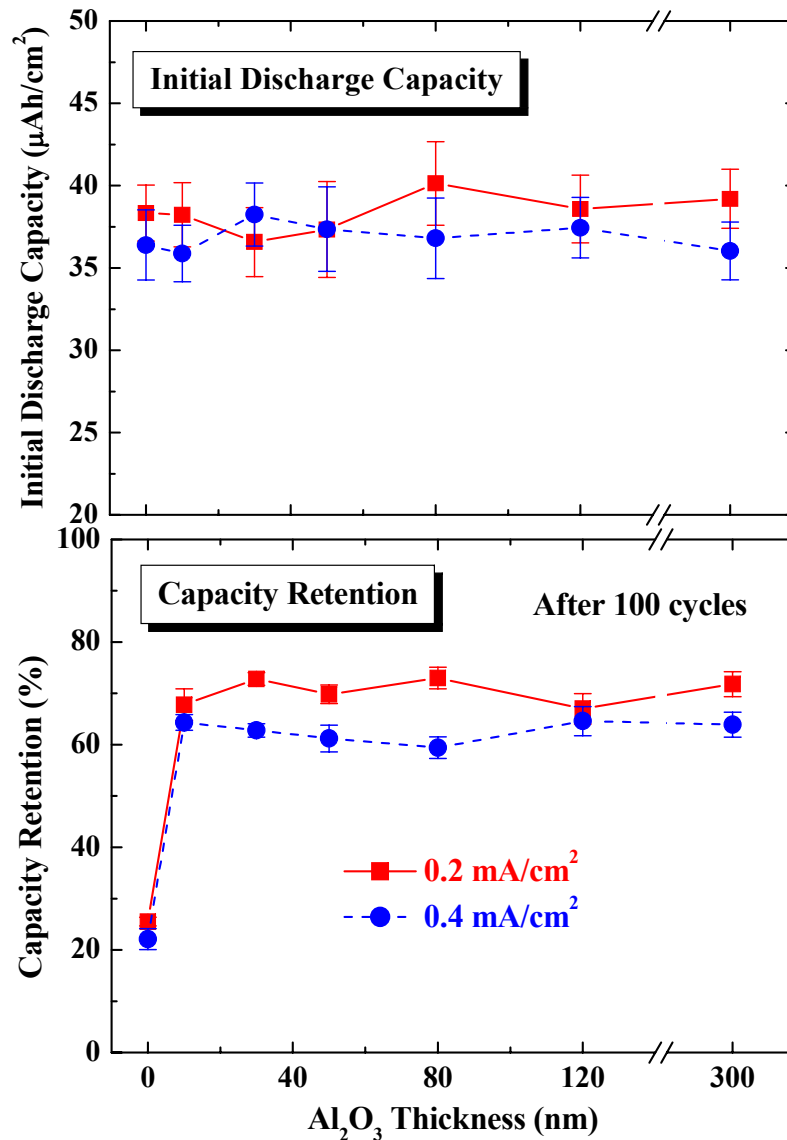 50
45
40
35
30
25
20
Initial Discharge Capacity (μAh/cm²)
Initial Discharge Capacity
100
80
60
40
20
0
Capacity Retention (%)
Capacity Retention
After 100 cycles
0.2 mA/cm²
0.4 mA/cm²
0 40 80 120 300
Al₂O₃ Thickness (nm)